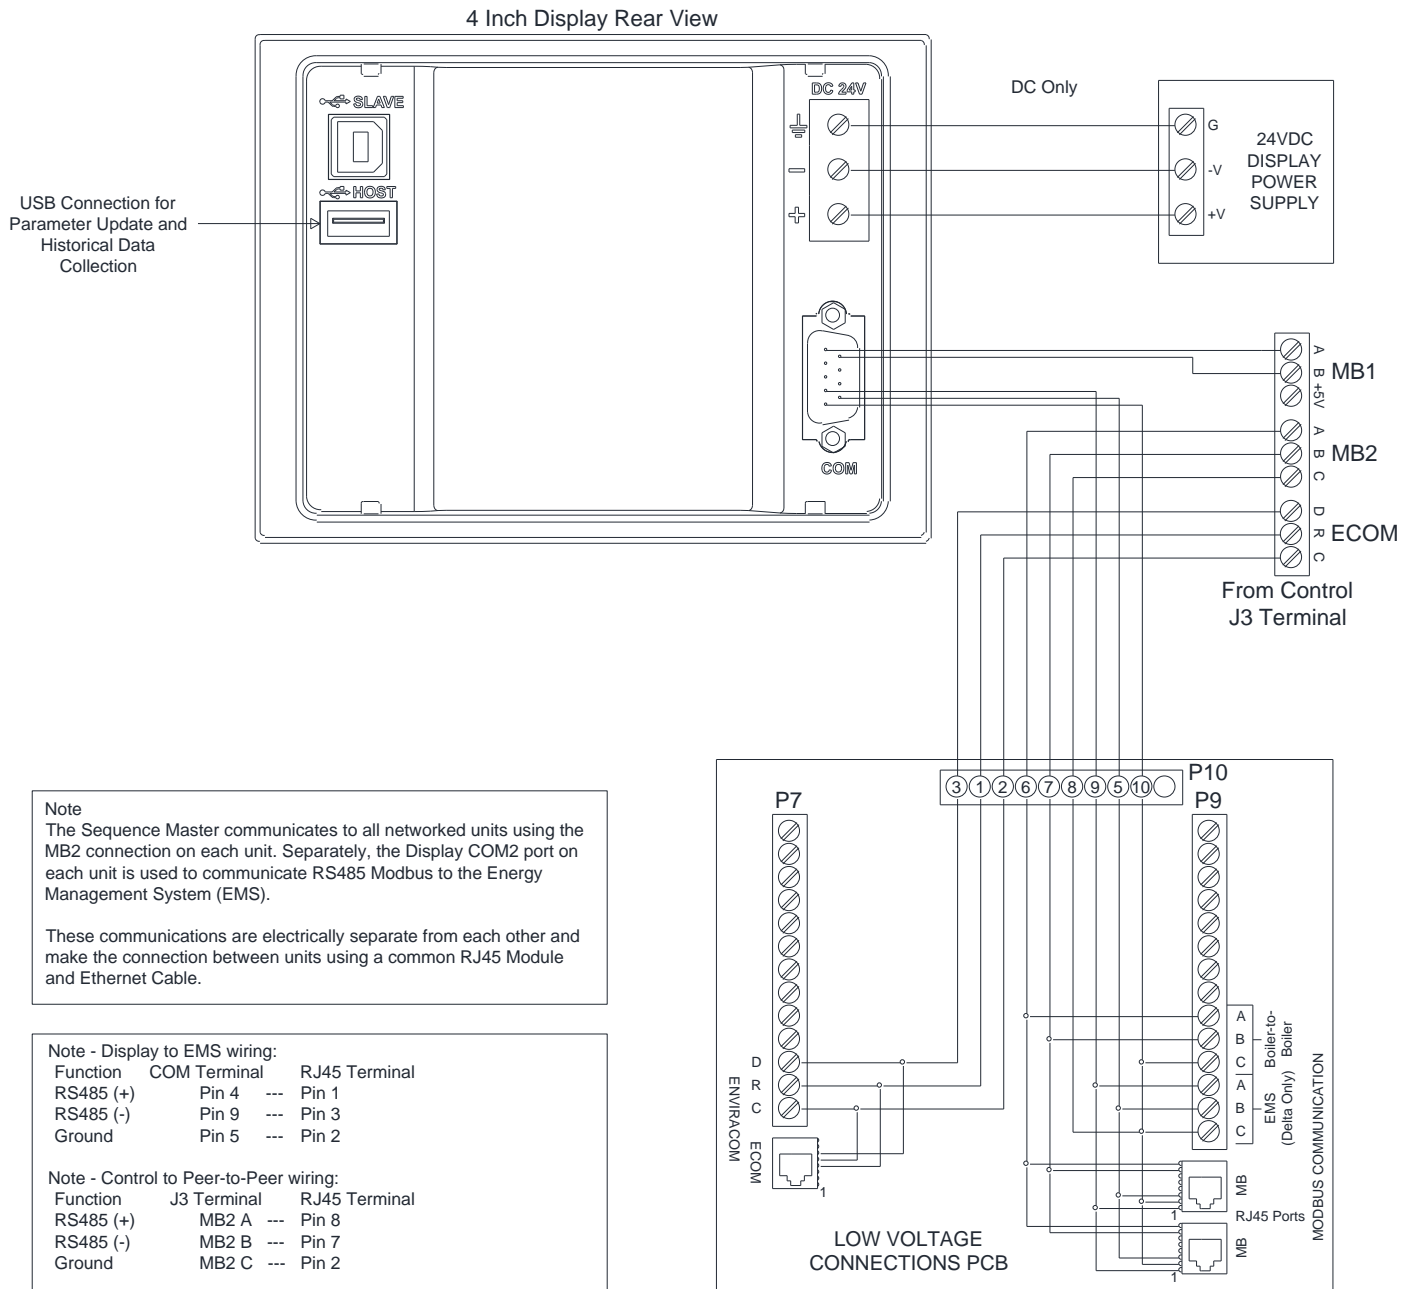 4 Inch Display Rear View
SLAVE
HOST
DC 24V
DC Only
G
-V
+V
24VDC
DISPLAY
POWER
SUPPLY
USB Connection for
Parameter Update and
Historical Data
Collection
COM
A
B
+5V
MB1
A
B
C
MB2
D
R
C
ECOM
From Control
J3 Terminal
Note
The Sequence Master communicates to all networked units using the
MB2 connection on each unit. Separately, the Display COM2 port on
each unit is used to communicate RS485 Modbus to the Energy
Management System (EMS).
These communications are electrically separate from each other and
make the connection between units using a common RJ45 Module
and Ethernet Cable.
Note - Display to EMS wiring:
Function COM Terminal RJ45 Terminal
RS485 (+) Pin 4 --- Pin 1
RS485 (-) Pin 9 --- Pin 3
Ground Pin 5 --- Pin 2
Note - Control to Peer-to-Peer wiring:
Function J3 Terminal RJ45 Terminal
RS485 (+) MB2 A --- Pin 8
RS485 (-) MB2 B --- Pin 7
Ground MB2 C --- Pin 2
3 1 2 6 7 8 9 5 10
P10
P7
P9
D
R
C
ENVIRACOM
ECOM
1
A
B
C
Boiler-to-
Boiler
A
B
C
EMS
(Delta Only)
MODBUS COMMUNICATION
MB
1
RJ45 Ports
MB
1
LOW VOLTAGE
CONNECTIONS PCB